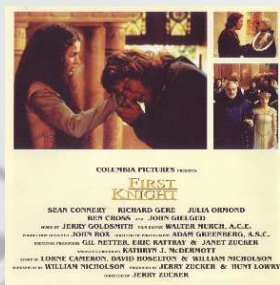 COLUMBIA PICTURES PRESENTS
FIRST
KNIGHT
SEAN CONNERY RICHARD GERE JULIA ORMOND
BEN CROSS AND JOHN GIELGUD
MUSIC BY JERRY GOLDSMITH FILM EDITOR WALTER MURCH, A.C.E.
PRODUCTION DESIGNER JOHN BOX DIRECTOR OF PHOTOGRAPHY ADAM GREENBERG, A.S.C.
EXECUTIVE PRODUCERS GIL NETTER, ERIC RATTRAY & JANET ZUCKER
KATHRYN J. McDERMOTT
STORY BY LORNE CAMERON, DAVID HOSELTON & WILLIAM NICHOLSON
SCREENPLAY BY WILLIAM NICHOLSON PRODUCED BY JERRY ZUCKER & HUNT LOWRY
DIRECTED BY JERRY ZUCKER